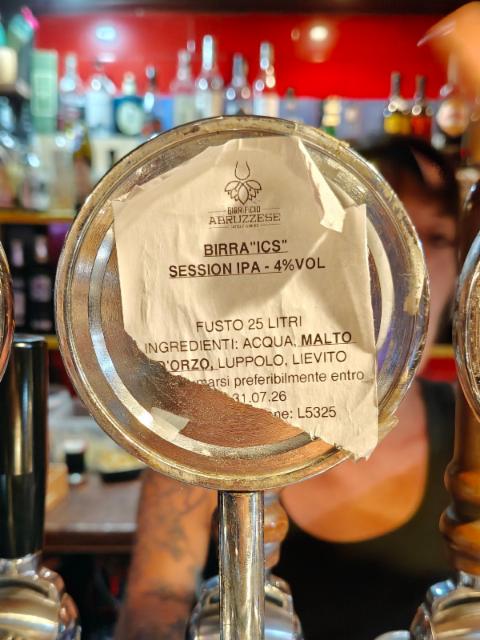 BIRRIFICIO
ABRUZZESE
BIRRA"ICS"
SESSION IPA - 4%VOL
FUSTO 25 LITRI
INGREDIENTI: ACQUA, MALTO
D'ORZO, LUPPOLO, LIEVITO
marsi preferibilmente entro
31.07.26
ne: L5325